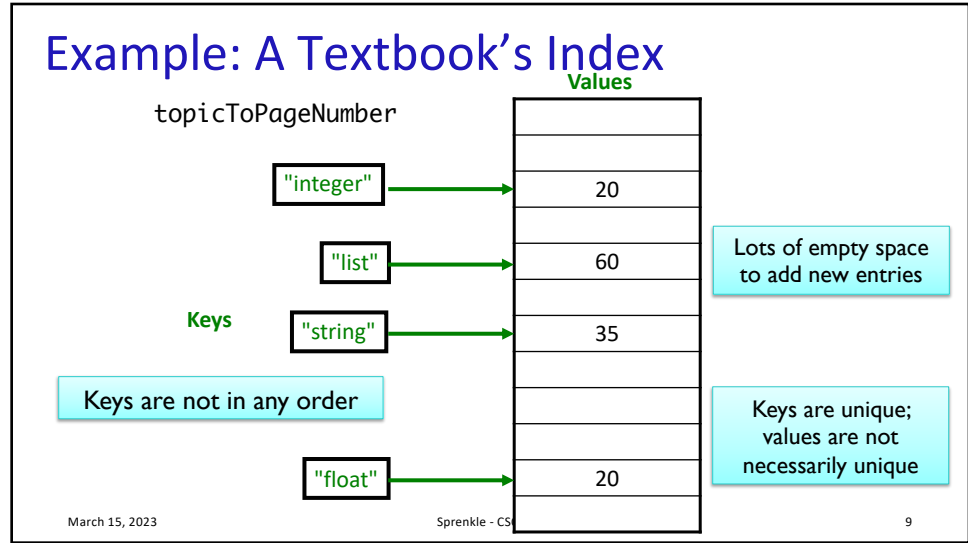 Example: A Textbook's Index
Values
topicToPageNumber
"integer"
20
"list"
60
Lots of empty space
to add new entries
Keys
"string"
35
Keys are not in any order
Keys are unique;
values are not
necessarily unique
"float"
20
March 15, 2023
Sprenkle -
9